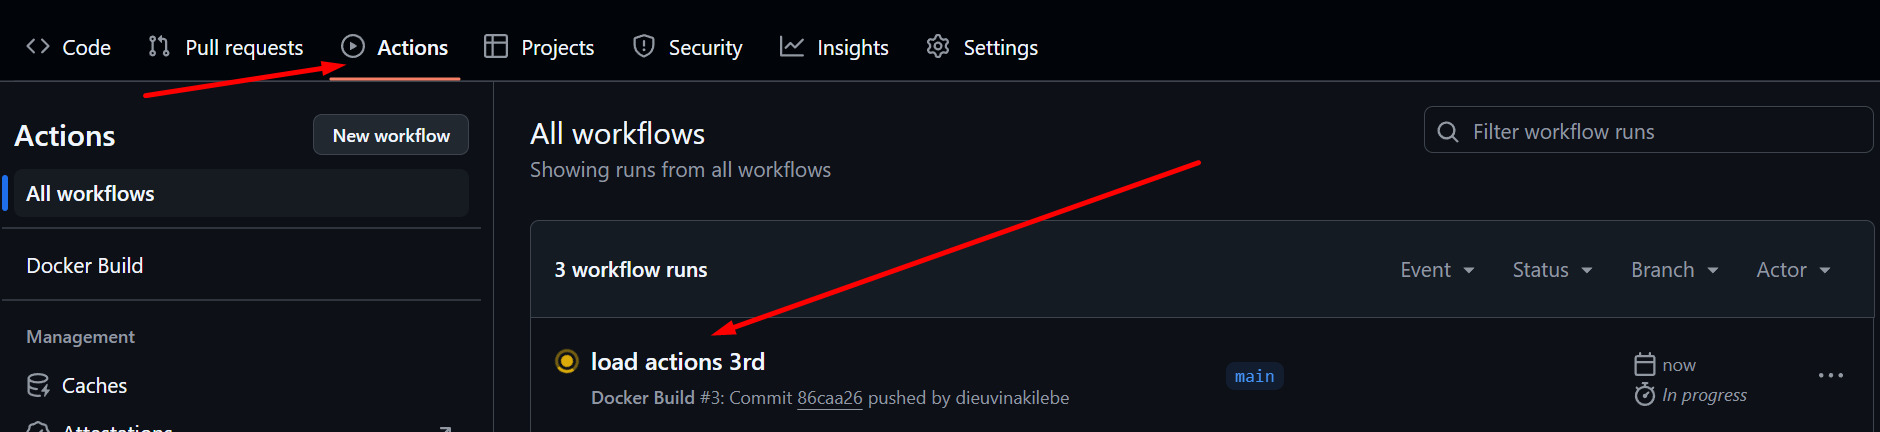 Code Pull requests Actions Projects Security Insights Settings
Actions
New workflow
All workflows
Docker Build
Management
Caches
Attestations
All workflows
Showing runs from all workflows
Filter workflow runs
3 workflow runs
Event Status Branch Actor
load actions 3rd
Docker Build #3: Commit 86caa26 pushed by dieuvinakilebe
main
now
In progress